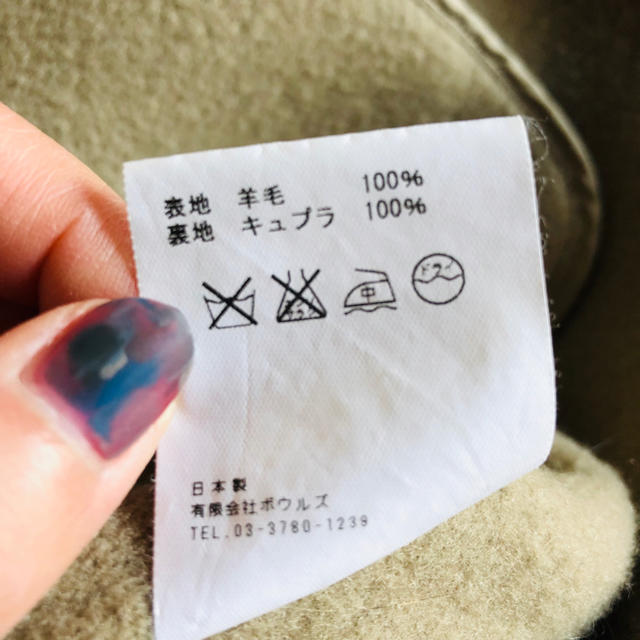 表地 羊毛 100%
裏地 キュプラ 100%
中
ドライ
日本製
有限会社ボウルズ
TEL.03-3780-1239